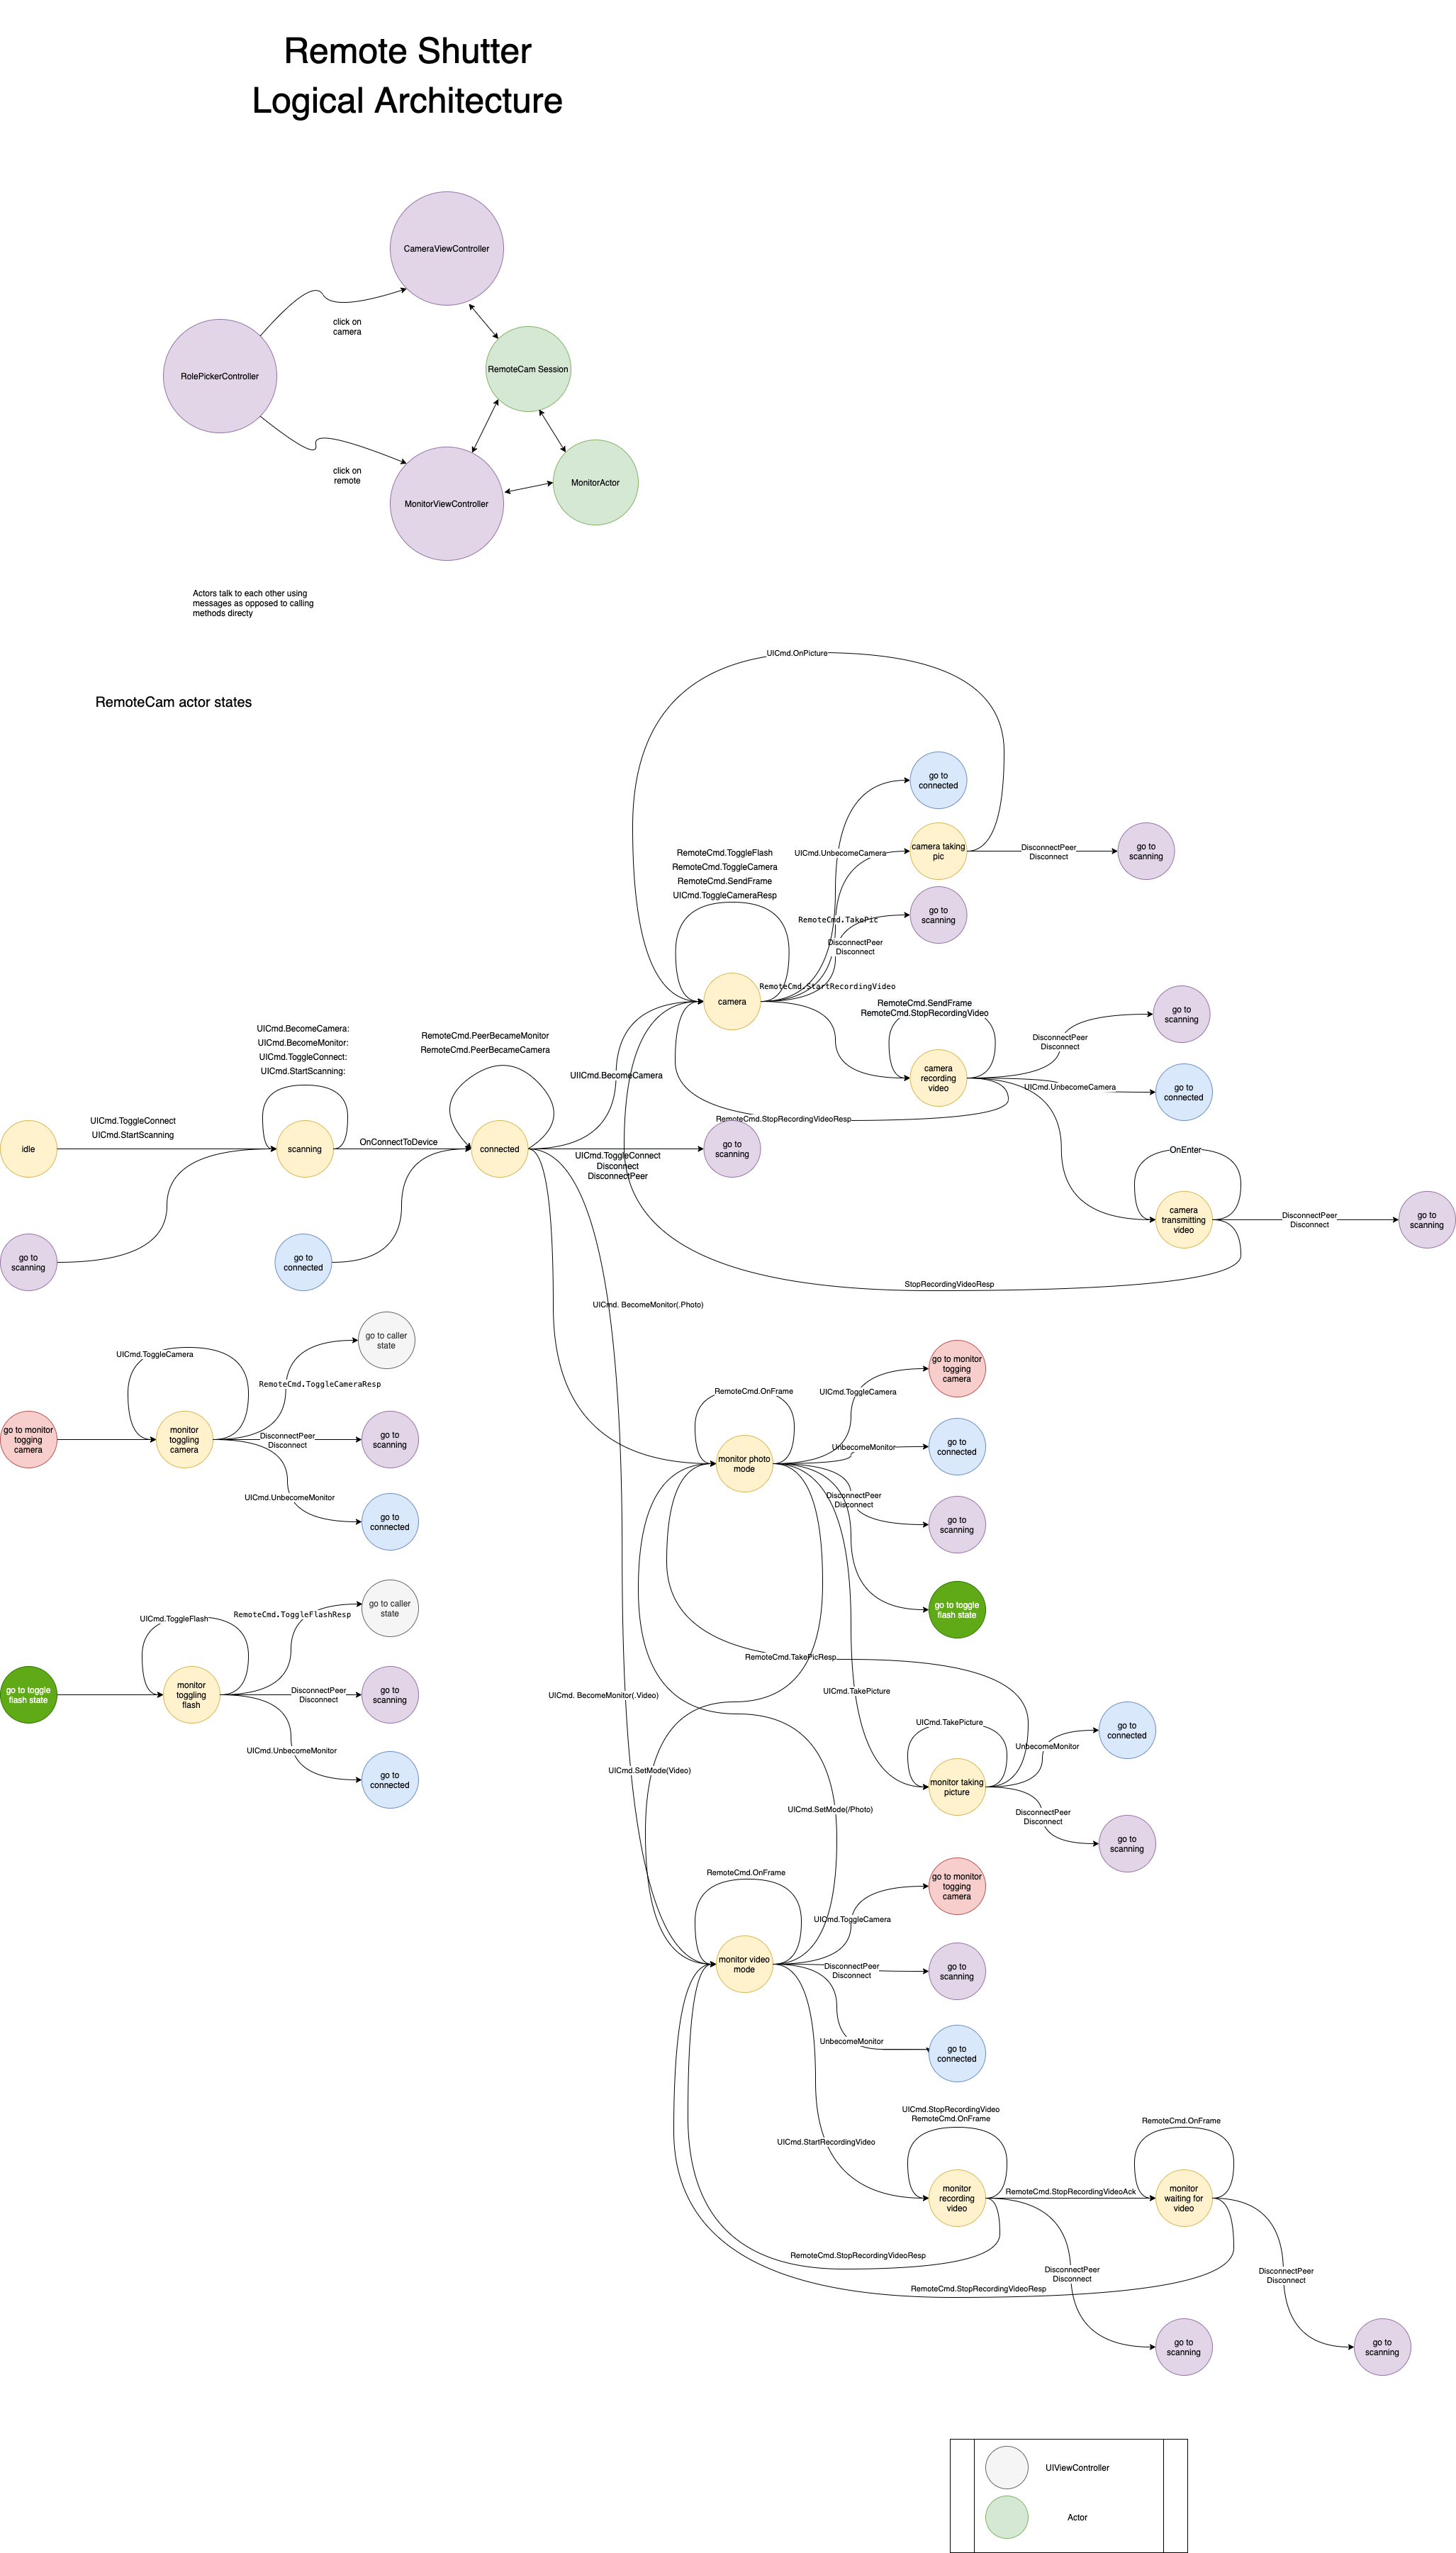 Remote Shutter
Logical Architecture
CameraViewController
click on
camera
RolePickerController
RemoteCam Session
click on
remote
MonitorViewController
MonitorActor
Actors talk to each other using
messages as opposed to calling
methods directy
RemoteCam actor states
UICmd.OnPicture
go to
connected
RemoteCmd.ToggleFlash
RemoteCmd.ToggleCamera
RemoteCmd.SendFrame
UICmd.ToggleCameraResp
UICmd.UnbecomeCamera
camera taking
pic
DisconnectPeer
Disconnect
go to
scanning
RemoteCmd.TakePic
go to
scanning
DisconnectPeer
Disconnect
camera
RemoteCmd.StartRecordingVideo
RemoteCmd.SendFrame
RemoteCmd.StopRecordingVideo
go to
scanning
DisconnectPeer
Disconnect
camera
recording
video
UICmd.UnbecomeCamera
go to
connected
RemoteCmd.StopRecordingVideoResp
UICmd.BecomeCamera:
UICmd.BecomeMonitor:
UICmd.ToggleConnect:
UICmd.StartScanning:
RemoteCmd.PeerBecameMonitor
RemoteCmd.PeerBecameCamera
UIICmd.BecomeCamera
idle
UICmd.ToggleConnect
UICmd.StartScanning
scanning
OnConnectToDevice
connected
UICmd.ToggleConnect
Disconnect
DisconnectPeer
go to
scanning
OnEnter
camera
transmitting
video
DisconnectPeer
Disconnect
go to
scanning
go to
scanning
go to
connected
StopRecordingVideoResp
UICmd. BecomeMonitor(.Photo)
UICmd.ToggleCamera
go to caller
state
RemoteCmd.ToggleCameraResp
go to monitor
togging
camera
monitor
toggling
camera
DisconnectPeer
Disconnect
go to
scanning
UICmd.UnbecomeMonitor
go to
connected
RemoteCmd.OnFrame
UICmd.ToggleCamera
go to monitor
togging
camera
monitor photo
mode
UnbecomeMonitor
go to
connected
DisconnectPeer
Disconnect
go to
scanning
go to toggle
flash state
UICmd.ToggleFlash
RemoteCmd.ToggleFlashResp
go to caller
state
go to toggle
flash state
monitor
toggling
flash
DisconnectPeer
Disconnect
go to
scanning
UICmd.UnbecomeMonitor
go to
connected
RemoteCmd.TakePicResp
UICmd. BecomeMonitor(.Video)
UICmd.TakePicture
UICmd.TakePicture
go to
connected
UnbecomeMonitor
UICmd.SetMode(Video)
monitor taking
picture
UICmd.SetMode(/Photo)
DisconnectPeer
Disconnect
go to
scanning
RemoteCmd.OnFrame
go to monitor
togging
camera
UICmd.ToggleCamera
monitor video
mode
DisconnectPeer
Disconnect
go to
scanning
UnbecomeMonitor
go to
connected
UICmd.StopRecordingVideo
RemoteCmd.OnFrame
RemoteCmd.OnFrame
UICmd.StartRecordingVideo
monitor
recording
video
RemoteCmd.StopRecordingVideoAck
monitor
waiting for
video
RemoteCmd.StopRecordingVideoResp
DisconnectPeer
Disconnect
DisconnectPeer
Disconnect
RemoteCmd.StopRecordingVideoResp
go to
scanning
go to
scanning
UIViewController
Actor